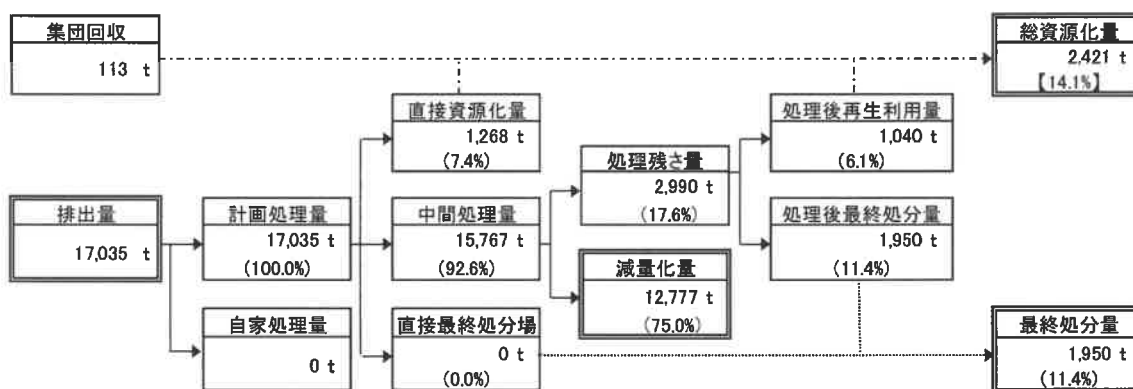 集団回収
113 t
総資源化量
2,421 t
【14.1%】
直接資源化量
1,268 t
(7.4%)
処理後再生利用量
1,040 t
(6.1%)
処理残さ量
2,990 t
(17.6%)
排出量
17,035 t
計画処理量
17,035 t
(100.0%)
中間処理量
15,767 t
(92.6%)
処理後最終処分量
1,950 t
(11.4%)
減量化量
12,777 t
(75.0%)
自家処理量
0 t
直接最終処分場
0 t
(0.0%)
最終処分量
1,950 t
(11.4%)